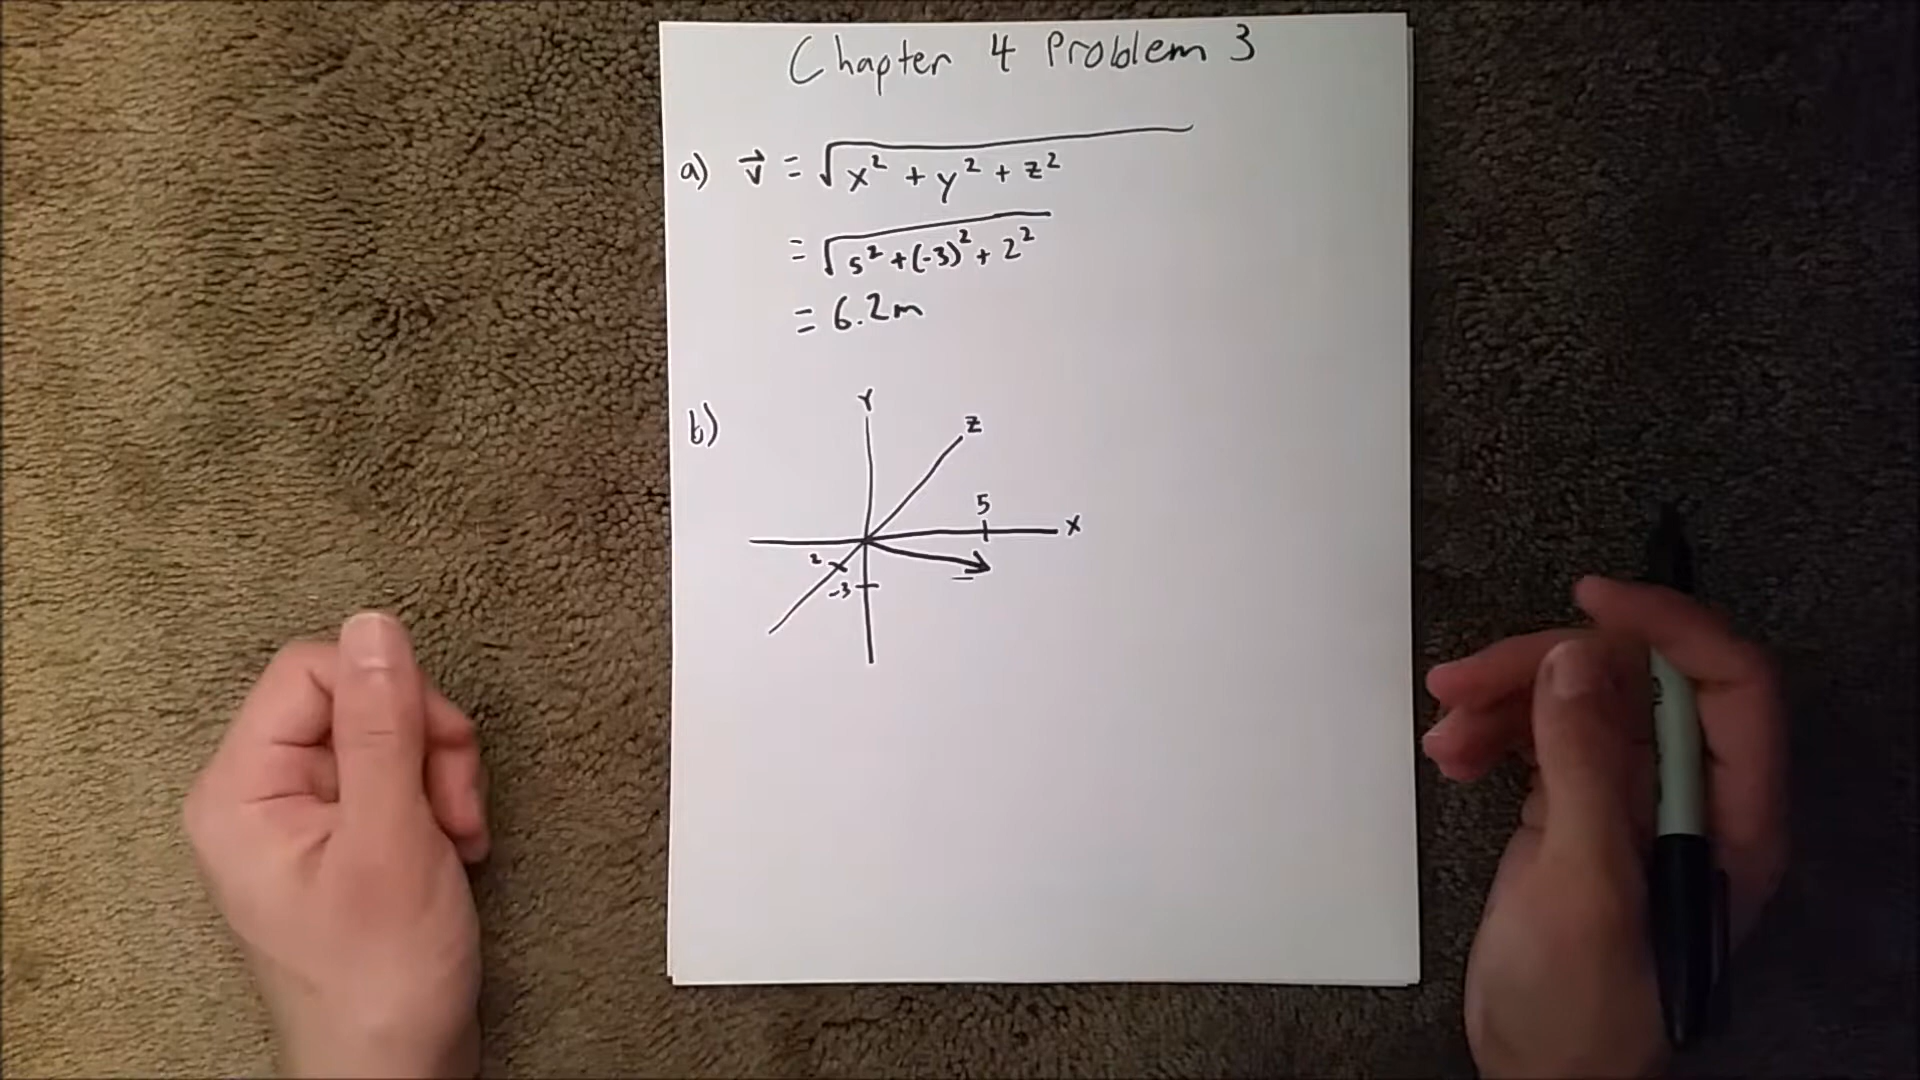 Chapter 4 Problem 3
a) v⃗ = √x² + y² + z²
= √5² + (-3)² + 2²
= 6.2m
b)
Y
Z
5
X
2
-3